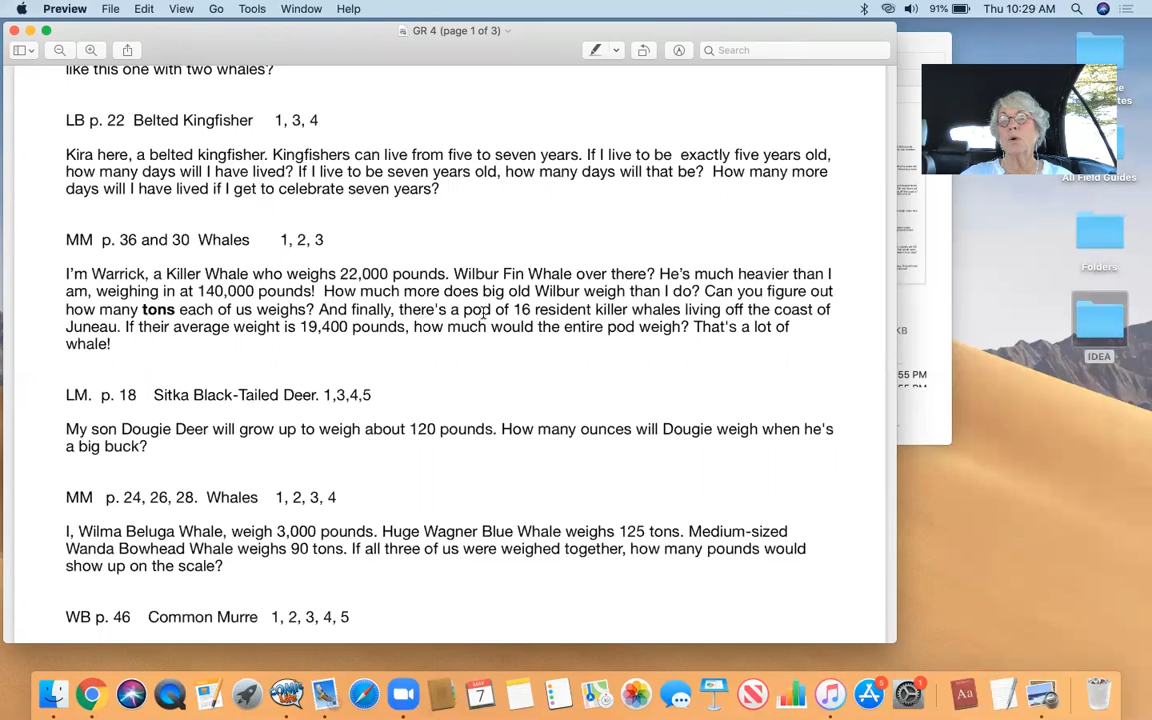 Preview File Edit View Go Tools Window Help 91% Thu 10:29 AM
GR 4 (page 1 of 3)
Search
like this one with two whales?
LB p. 22 Belted Kingfisher 1, 3, 4
Kira here, a belted kingfisher. Kingfishers can live from five to seven years. If I live to be exactly five years old,
how many days will I have lived? If I live to be seven years old, how many days will that be? How many more
days will I have lived if I get to celebrate seven years?
MM p. 36 and 30 Whales 1, 2, 3
I'm Warrick, a Killer Whale who weighs 22,000 pounds. Wilbur Fin Whale over there? He's much heavier than I
am, weighing in at 140,000 pounds! How much more does big old Wilbur weigh than I do? Can you figure out
how many tons each of us weighs? And finally, there's a pod of 16 resident killer whales living off the coast of
Juneau. If their average weight is 19,400 pounds, how much would the entire pod weigh? That's a lot of
whale!
LM. p. 18 Sitka Black-Tailed Deer. 1,3,4,5
My son Dougie Deer will grow up to weigh about 120 pounds. How many ounces will Dougie weigh when he's
a big buck?
MM p. 24, 26, 28. Whales 1, 2, 3, 4
I, Wilma Beluga Whale, weigh 3,000 pounds. Huge Wagner Blue Whale weighs 125 tons. Medium-sized
Wanda Bowhead Whale weighs 90 tons. If all three of us were weighed together, how many pounds would
show up on the scale?
WB p. 46 Common Murre 1, 2, 3, 4, 5
All Field Guides
Folders
IDEA
KB
55 PM
55 PM
MAY
7
Aa
5
1